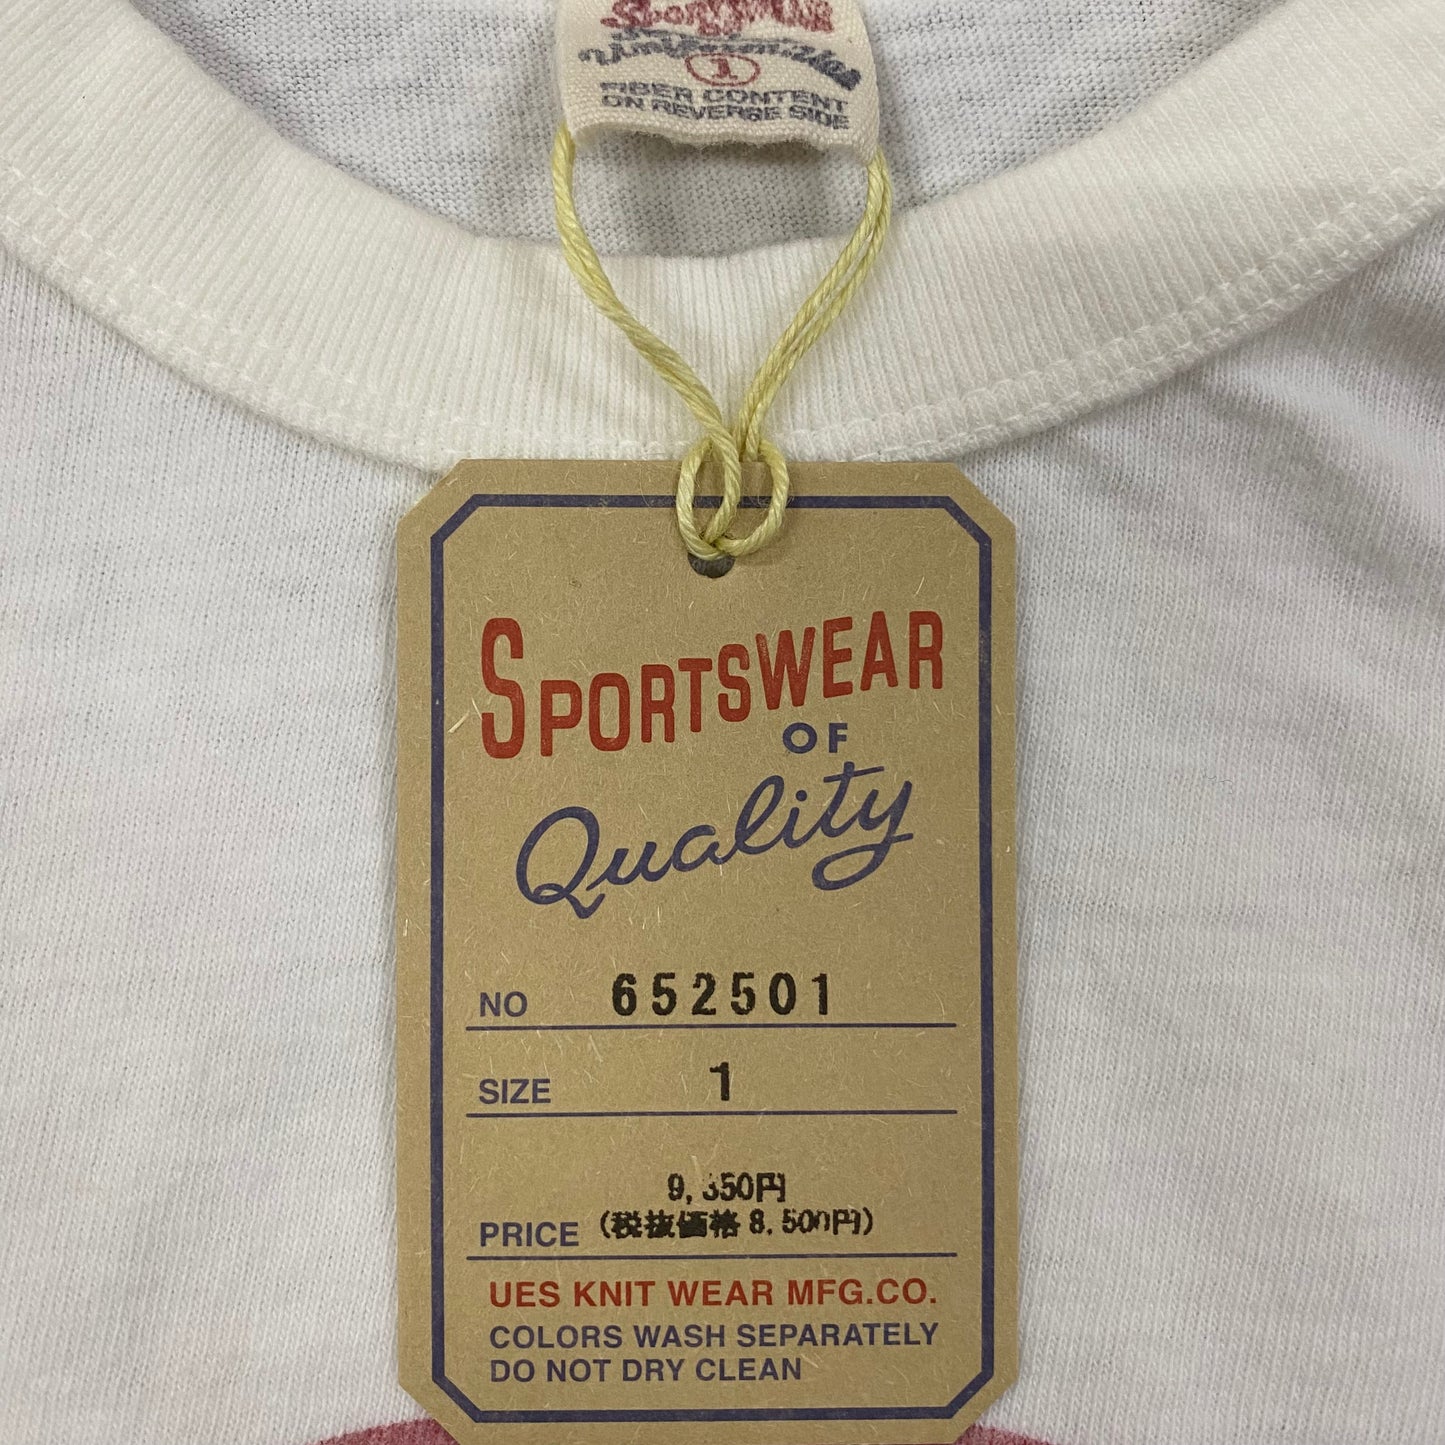 1
FIBER CONTENT
ON REVERSE SIDE
SPORTSWEAR
OF
Quality
NO 652501
SIZE 1
9,350円
PRICE (税抜価格 8,500円)
UES KNIT WEAR MFG.CO.
COLORS WASH SEPARATELY
DO NOT DRY CLEAN